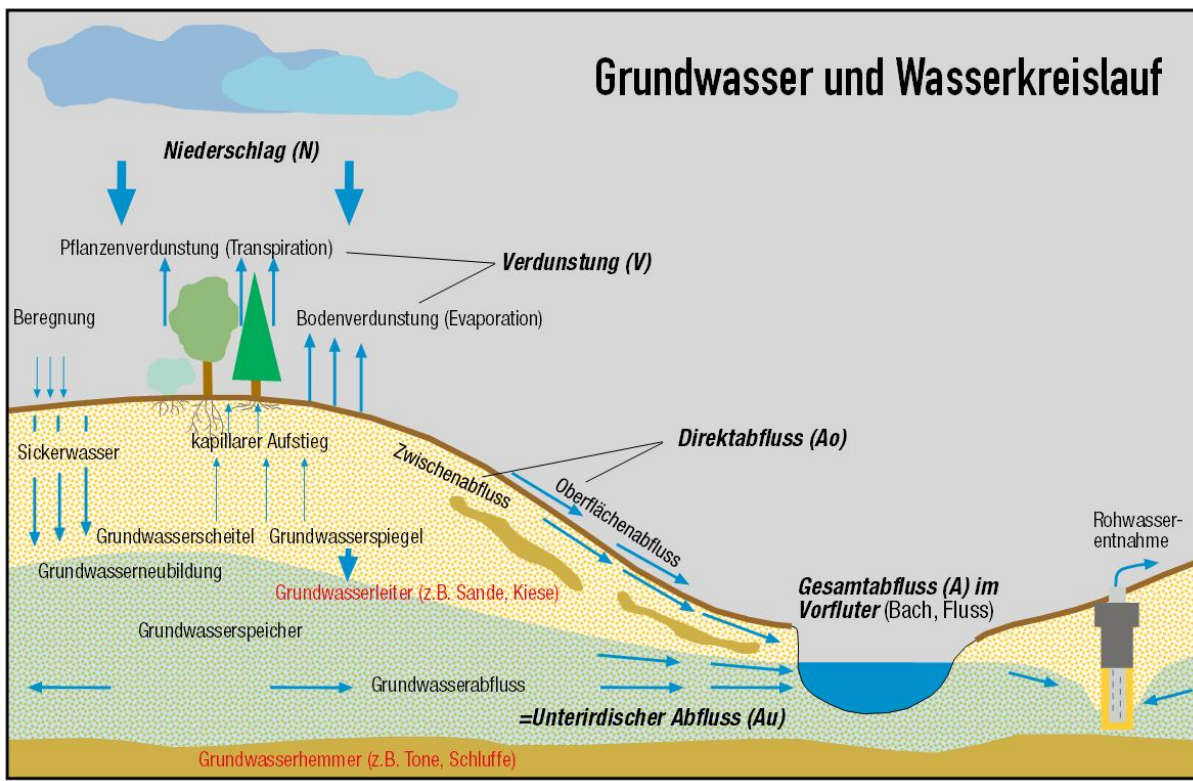 Grundwasser und Wasserkreislauf
Niederschlag (N)
Pflanzenverdunstung (Transpiration)
Verdunstung (V)
Beregnung
Bodenverdunstung (Evaporation)
Sickerwasser
kapillarer Aufstieg
Zwischenabfluss
Direktabfluss (Ao)
Oberflächenabfluss
Grundwasserscheitel
Grundwasserspiegel
Rohwasser-
entnahme
Grundwasserneubildung
Grundwasserleiter (z.B. Sande, Kiese)
Gesamtabfluss (A) im
Vorfluter (Bach, Fluss)
Grundwasserspeicher
Grundwasserabfluss
=Unterirdischer Abfluss (Au)
Grundwasserhemmer (z.B. Tone, Schluffe)